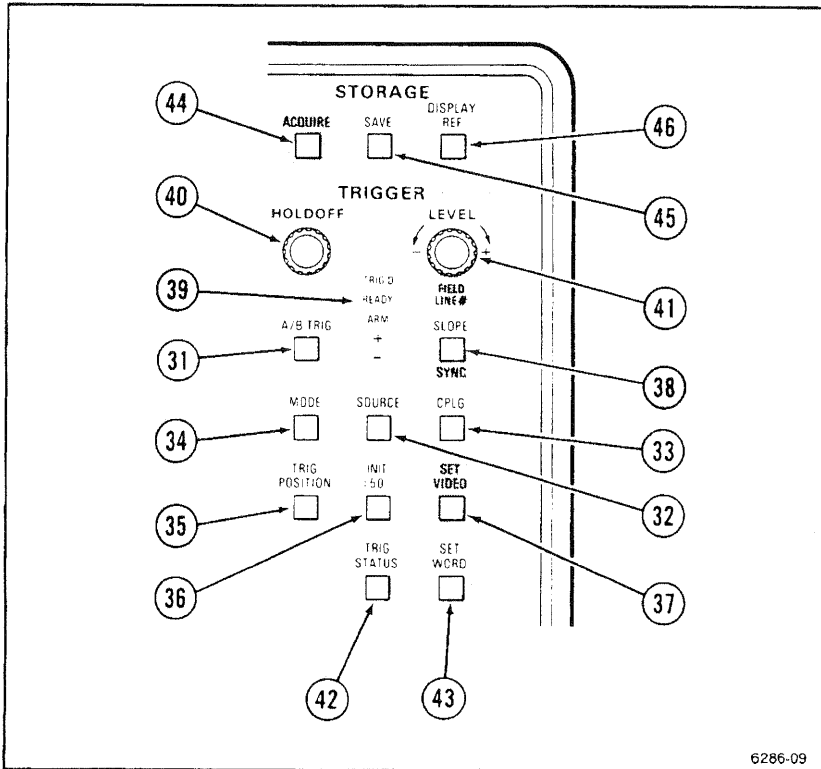 STORAGE
44 ACQUIRE SAVE DISPLAY REF 46
TRIGGER
40 HOLDOFF LEVEL 45
- +
39 TRIG'D FIELD LINE# 41
READY
ARM
31 A/B TRIG + SLOPE 38
- SYNC
34 MODE SOURCE CPLG 33
35 TRIG POSITION INIT :50 SET VIDEO 32
36 TRIG STATUS SET WORD 37
42 43
6286-09